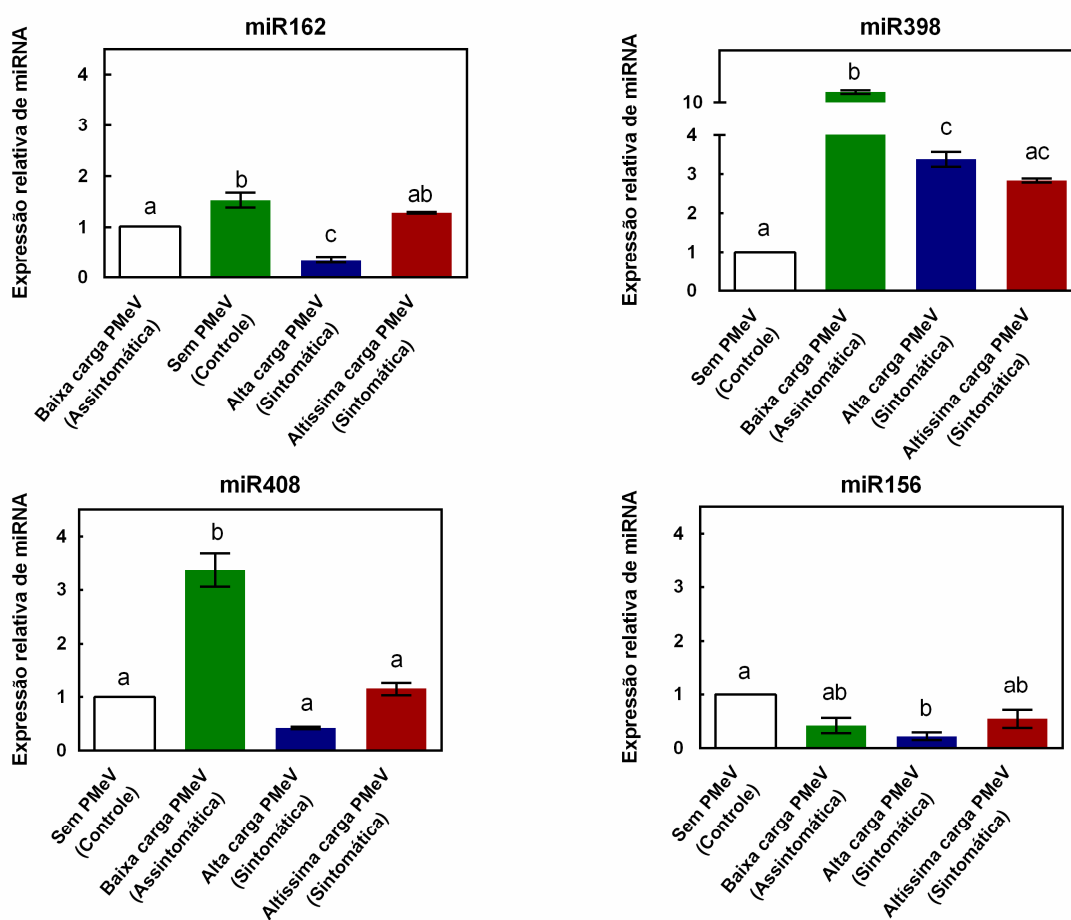 miR162
Expressão relativa de miRNA
4
3
2
1
0
a
b
c
ab
Baixa carga PMeV
(Assintomática)
Sem PMeV
(Controle)
Alta carga PMeV
(Sintomática)
Altíssima carga PMeV
(Sintomática)
miR398
Expressão relativa de miRNA
10
4
3
2
1
0
a
b
c
ac
Sem PMeV
(Controle)
Baixa carga PMeV
(Assintomática)
Alta carga PMeV
(Sintomática)
Altíssima carga PMeV
(Sintomática)
miR408
Expressão relativa de miRNA
4
3
2
1
0
a
b
a
a
Sem PMeV
(Controle)
Baixa carga PMeV
(Assintomática)
Alta carga PMeV
(Sintomática)
Altíssima carga PMeV
(Sintomática)
miR156
Expressão relativa de miRNA
4
3
2
1
0
a
ab
b
ab
Sem PMeV
(Controle)
Baixa carga PMeV
(Assintomática)
Alta carga PMeV
(Sintomática)
Altíssima carga PMeV
(Sintomática)